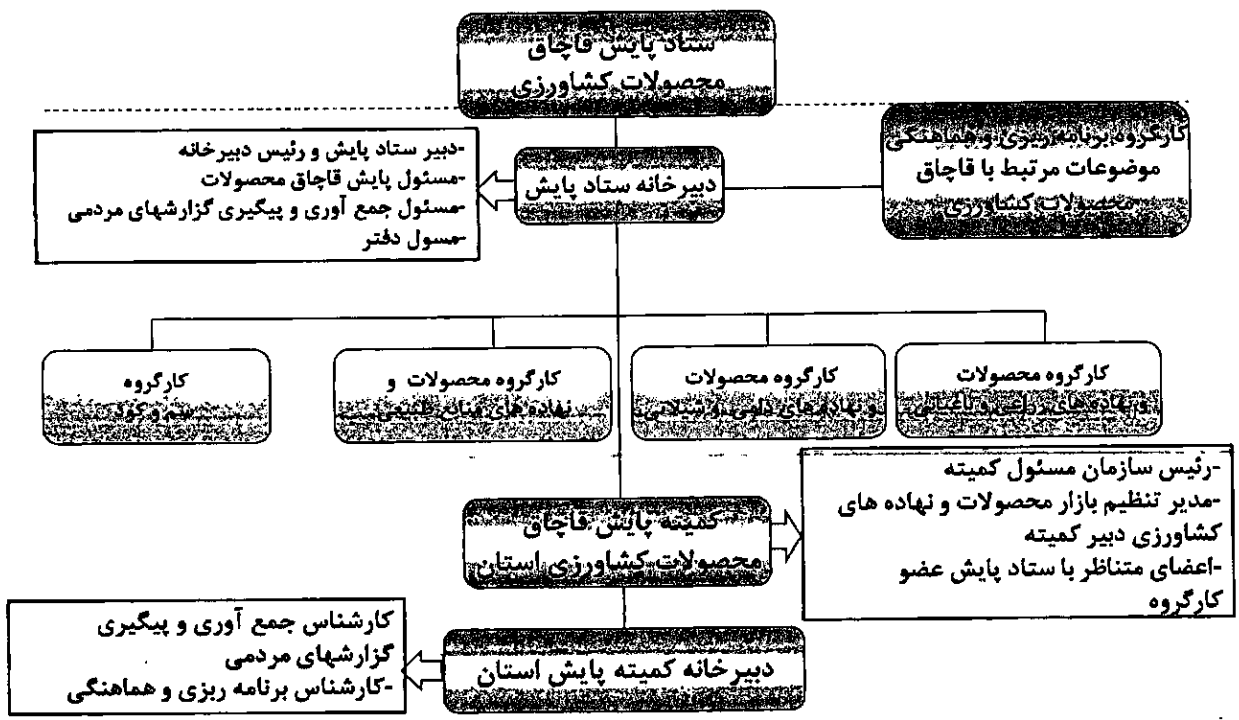 ستاد پایش قاچاق
محصولات کشاورزی
کارگروه برنامه ریزی و هماهنگی
موضوعات مرتبط با قاچاق
محصولات کشاورزی
دبیرخانه ستاد پایش
-دبیر ستاد پایش و رئیس دبیرخانه
-مسئول پایش قاچاق محصولات
-مسئول جمع آوری و پیگیری گزارشهای مردمی
-مسول دفتر
کارگروه محصولات
و نهاده های زراعی و باغبانی
کارگروه محصولات
و نهاده های دامی و شیلاتی
کارگروه محصولات و
نهاده های منابع طبیعی
کارگروه
سم و کود
کمیته پایش قاچاق
محصولات کشاورزی استان
-رئیس سازمان مسئول کمیته
-مدیر تنظیم بازار محصولات و نهاده های
کشاورزی دبیر کمیته
-اعضای متناظر با ستاد پایش عضو
کارگروه
دبیرخانه کمیته پایش استان
کارشناس جمع آوری و پیگیری
گزارشهای مردمی
-کارشناس برنامه ریزی و هماهنگی